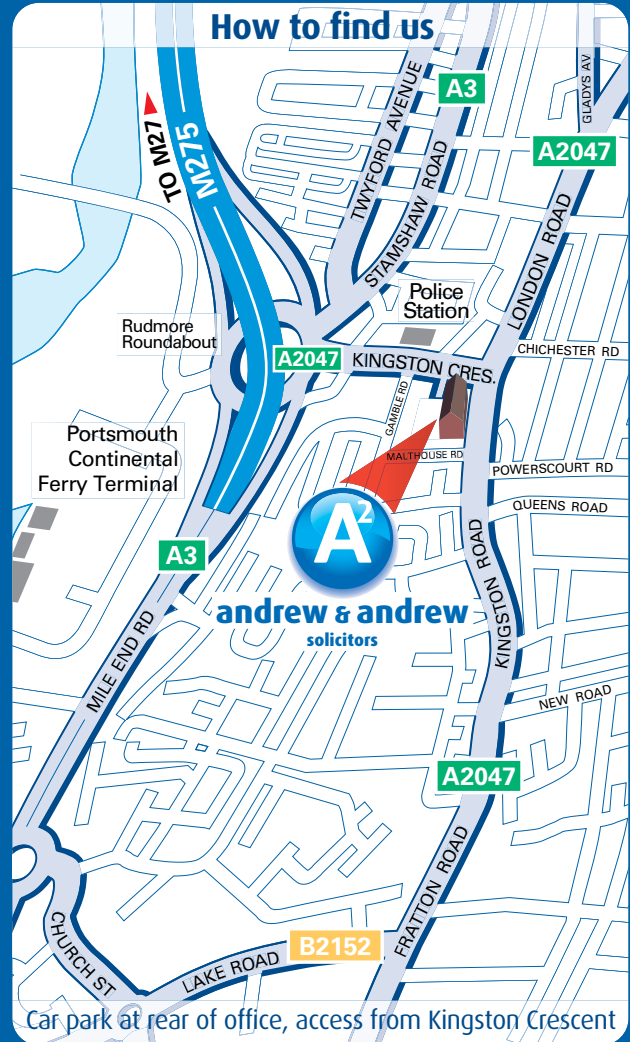 How to find us
TO M27
M275
TWYFORD AVENUE
A3
GLADYS AV
A2047
STAMSHAW ROAD
LONDON ROAD
Police
Station
Rudmore
Roundabout
A2047
KINGSTON CRES.
CHICHESTER RD
GAMBLE RD
Portsmouth
Continental
Ferry Terminal
MALTHOUSE RD
POWERSCOURT RD
QUEENS ROAD
A2
A3
andrew & andrew
solicitors
KINGSTON ROAD
MILE END RD
NEW ROAD
A2047
FRATTON ROAD
CHURCH ST
LAKE ROAD
B2152
Car park at rear of office, access from Kingston Crescent